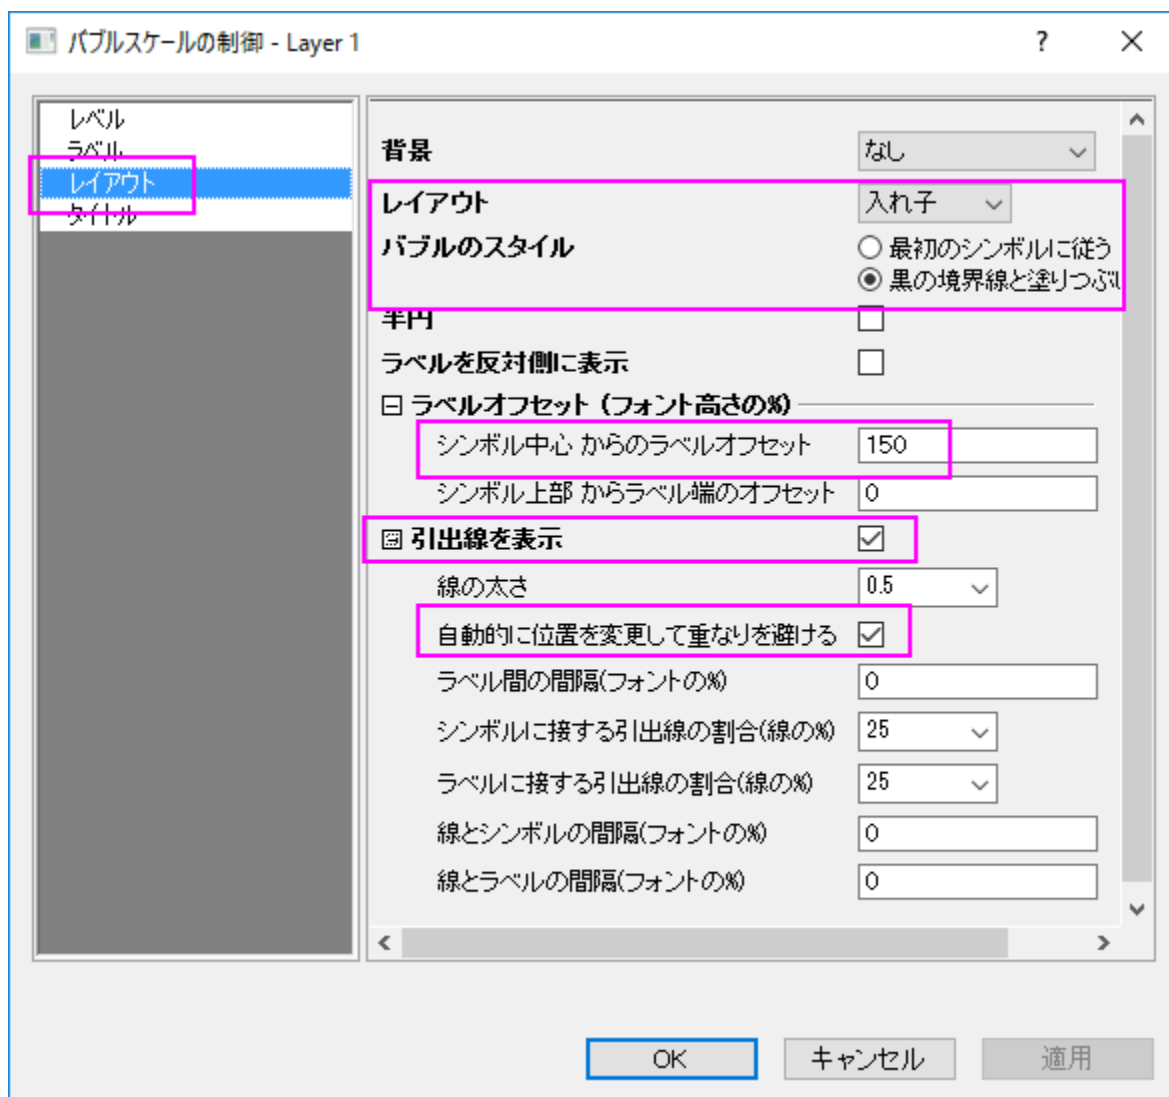 バブルスケールの制御 - Layer 1
レベル
ラベル
レイアウト
タイトル
背景 なし
レイアウト 入れ子
バブルのスタイル 最初のシンボルに従う
黒の境界線と塗りつぶ
半円
ラベルを反対側に表示
ラベルオフセット (フォント高さの%)
シンボル中心 からのラベルオフセット 150
シンボル上部 からラベル端のオフセット 0
引出線を表示
線の太さ 0.5
自動的に位置を変更して重なりを避ける
ラベル間の間隔(フォントの%) 0
シンボルに接する引出線の割合(線の%) 25
ラベルに接する引出線の割合(線の%) 25
線とシンボルの間隔(フォントの%) 0
線とラベルの間隔(フォントの%) 0
OK キャンセル 適用